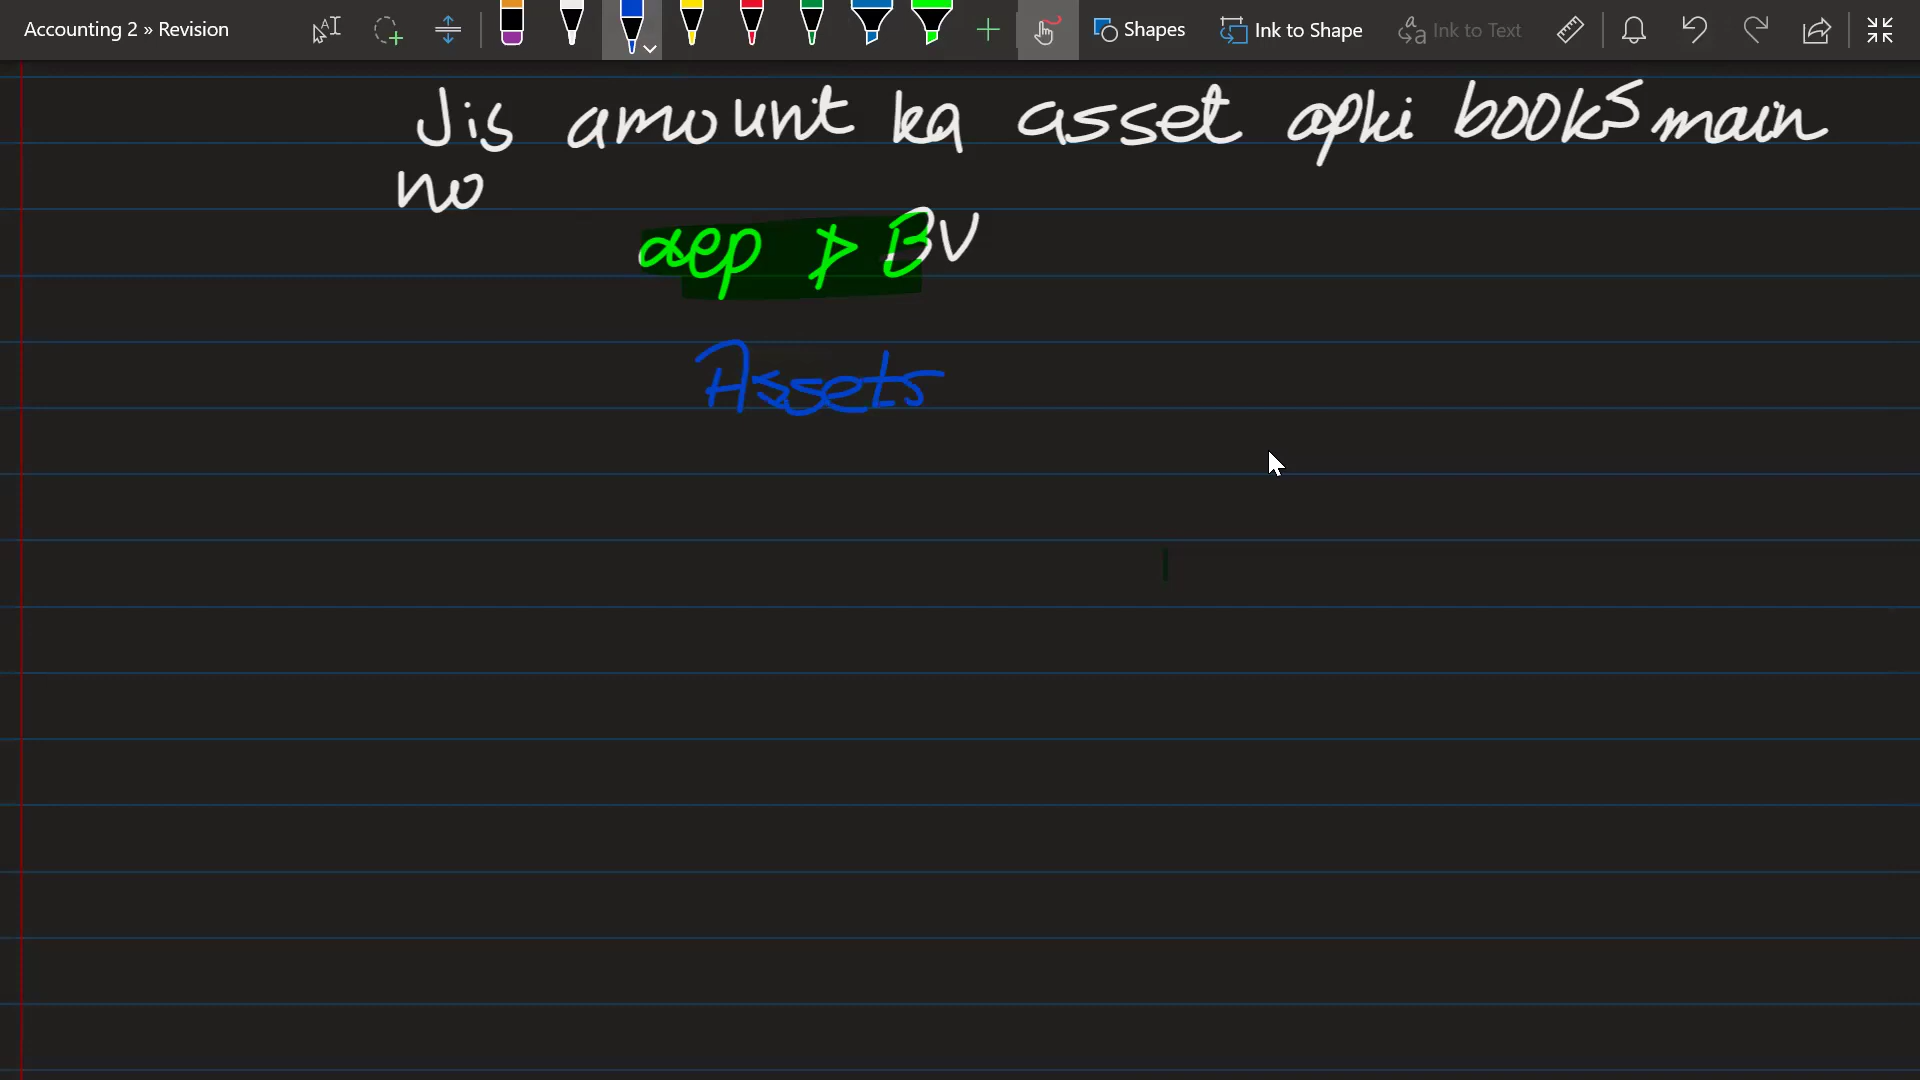 Accounting 2 » Revision
Shapes
Ink to Shape
Ink to Text
Jis amount ka asset apki books main
ho
dep ≯ BV
Assets